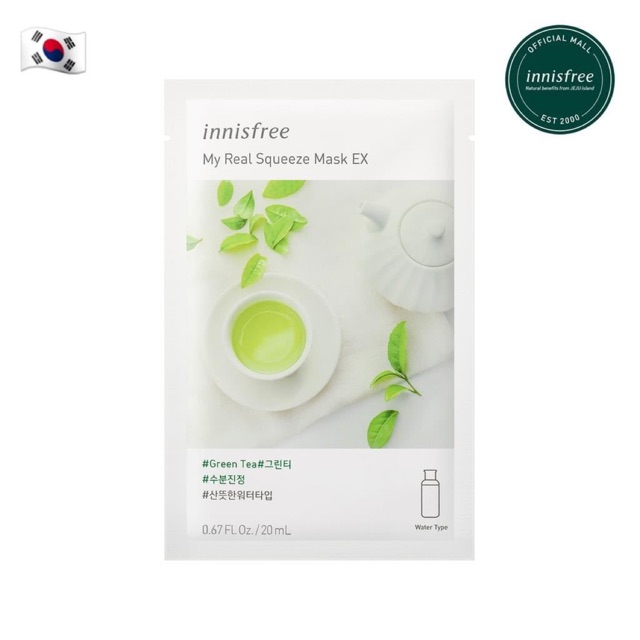 OFFICIAL MALL
innisfree
Natural benefits from JEJU Island
EST 2000
innisfree
My Real Squeeze Mask EX
#Green Tea#그린티
#수분진정
#산뜻한워터타입
0.67 FL. Oz. / 20 mL
Water Type